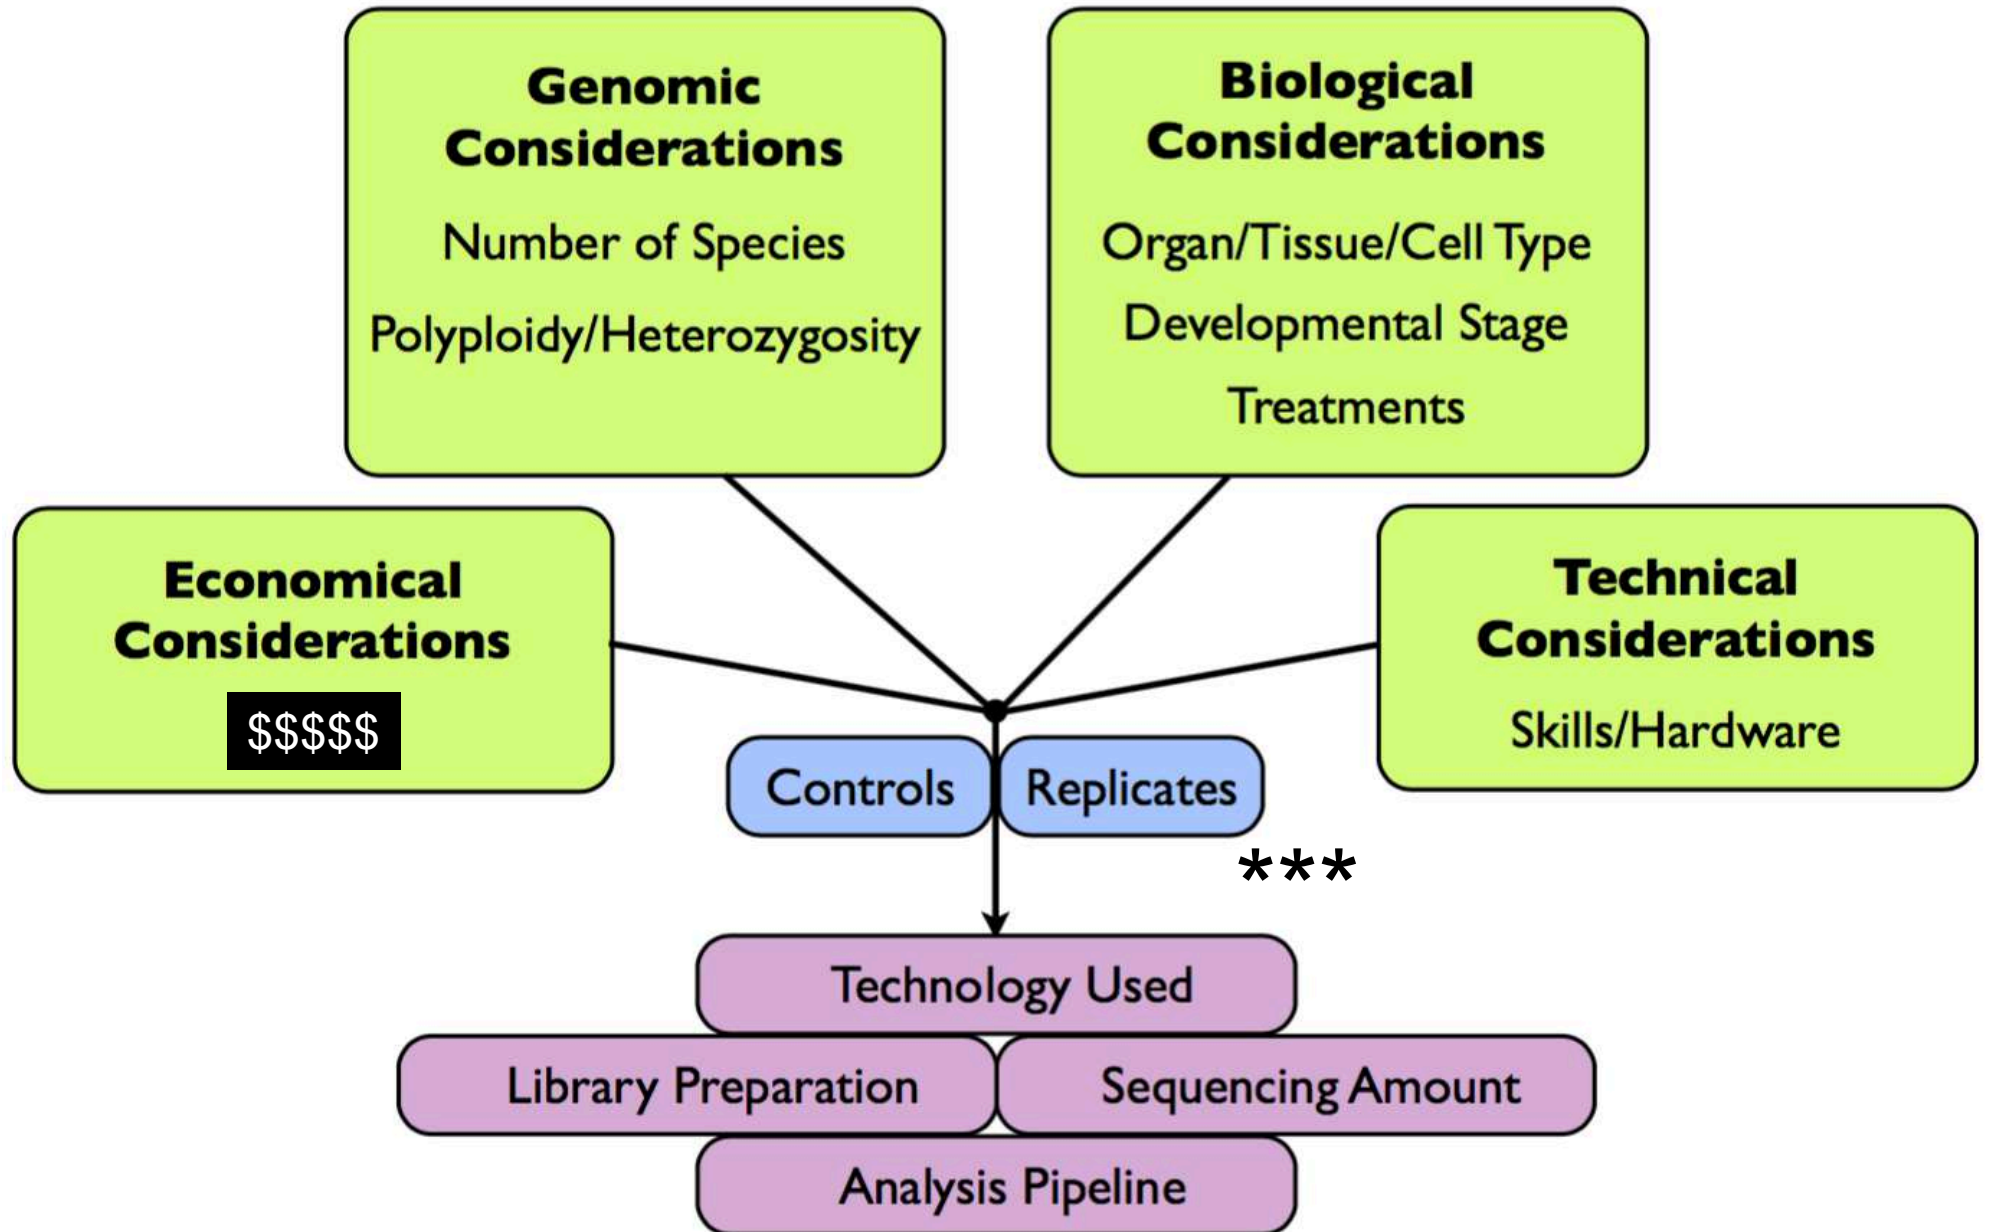 Genomic
Considerations
Number of Species
Polyploidy/Heterozygosity
Biological
Considerations
Organ/Tissue/Cell Type
Developmental Stage
Treatments
Economical
Considerations
$$$$$
Technical
Considerations
Skills/Hardware
Controls
Replicates
***
Technology Used
Library Preparation
Sequencing Amount
Analysis Pipeline